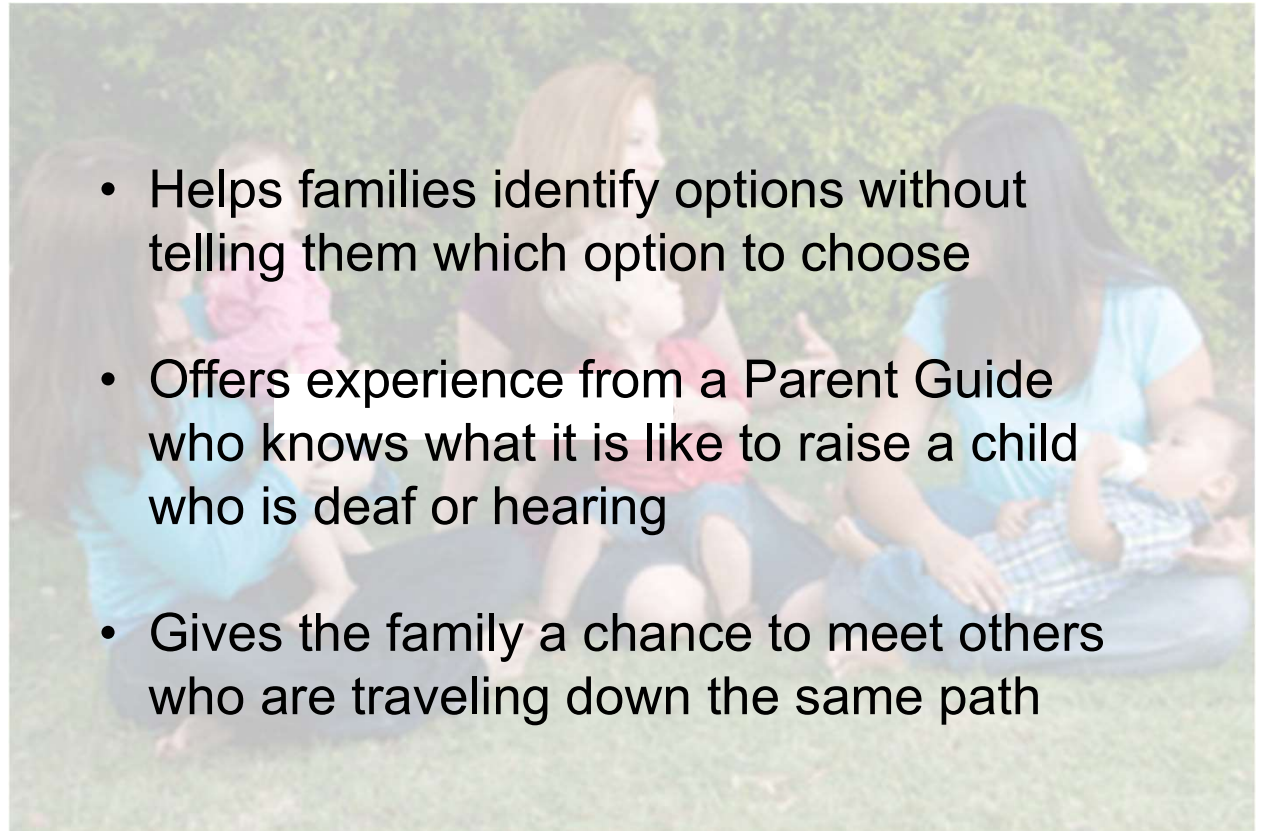 • Helps families identify options without
telling them which option to choose
• Offers experience from a Parent Guide
who knows what it is like to raise a child
who is deaf or hearing
• Gives the family a chance to meet others
who are traveling down the same path